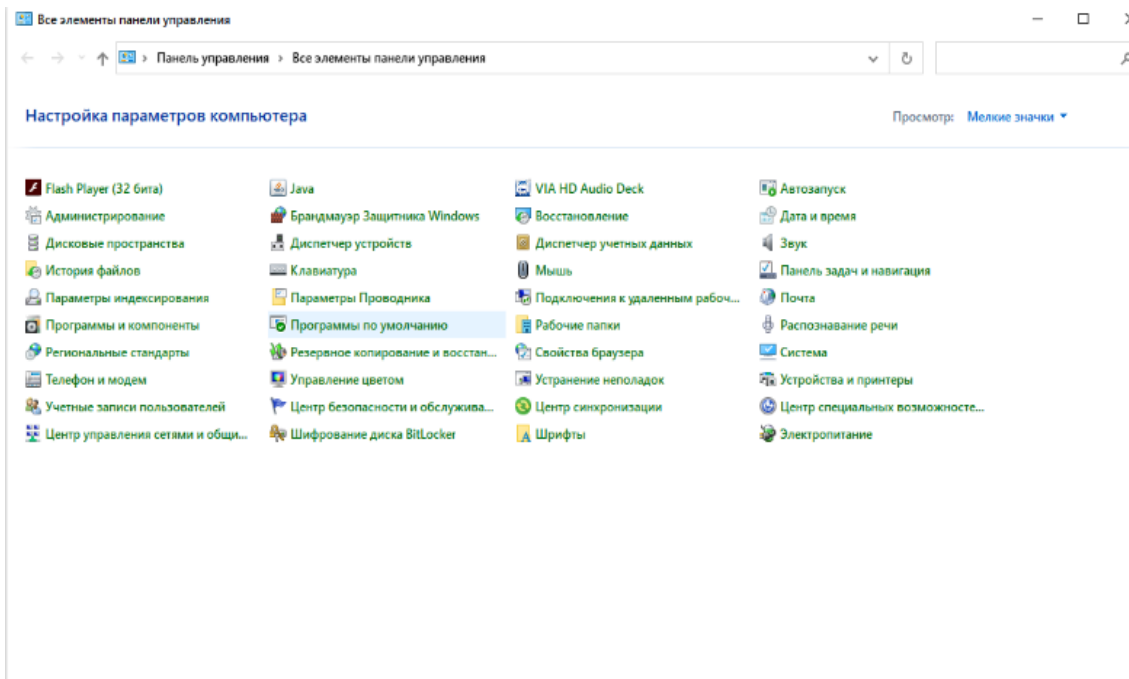 Все элементы панели управления
Панель управления › Все элементы панели управления
Настройка параметров компьютера
Просмотр: Мелкие значки
Flash Player (32 бита) Java VIA HD Audio Deck Автозапуск
Администрирование Брандмауэр Защитника Windows Восстановление Дата и время
Дисковые пространства Диспетчер устройств Диспетчер учетных данных Звук
История файлов Клавиатура Мышь Панель задач и навигация
Параметры индексирования Параметры Проводника Подключения к удаленным рабоч... Почта
Программы и компоненты Программы по умолчанию Рабочие папки Распознавание речи
Региональные стандарты Резервное копирование и восстан... Свойства браузера Система
Телефон и модем Управление цветом Устранение неполадок Устройства и принтеры
Учетные записи пользователей Центр безопасности и обслужива... Центр синхронизации Центр специальных возможносте...
Центр управления сетями и общи... Шифрование диска BitLocker Шрифты Электропитание